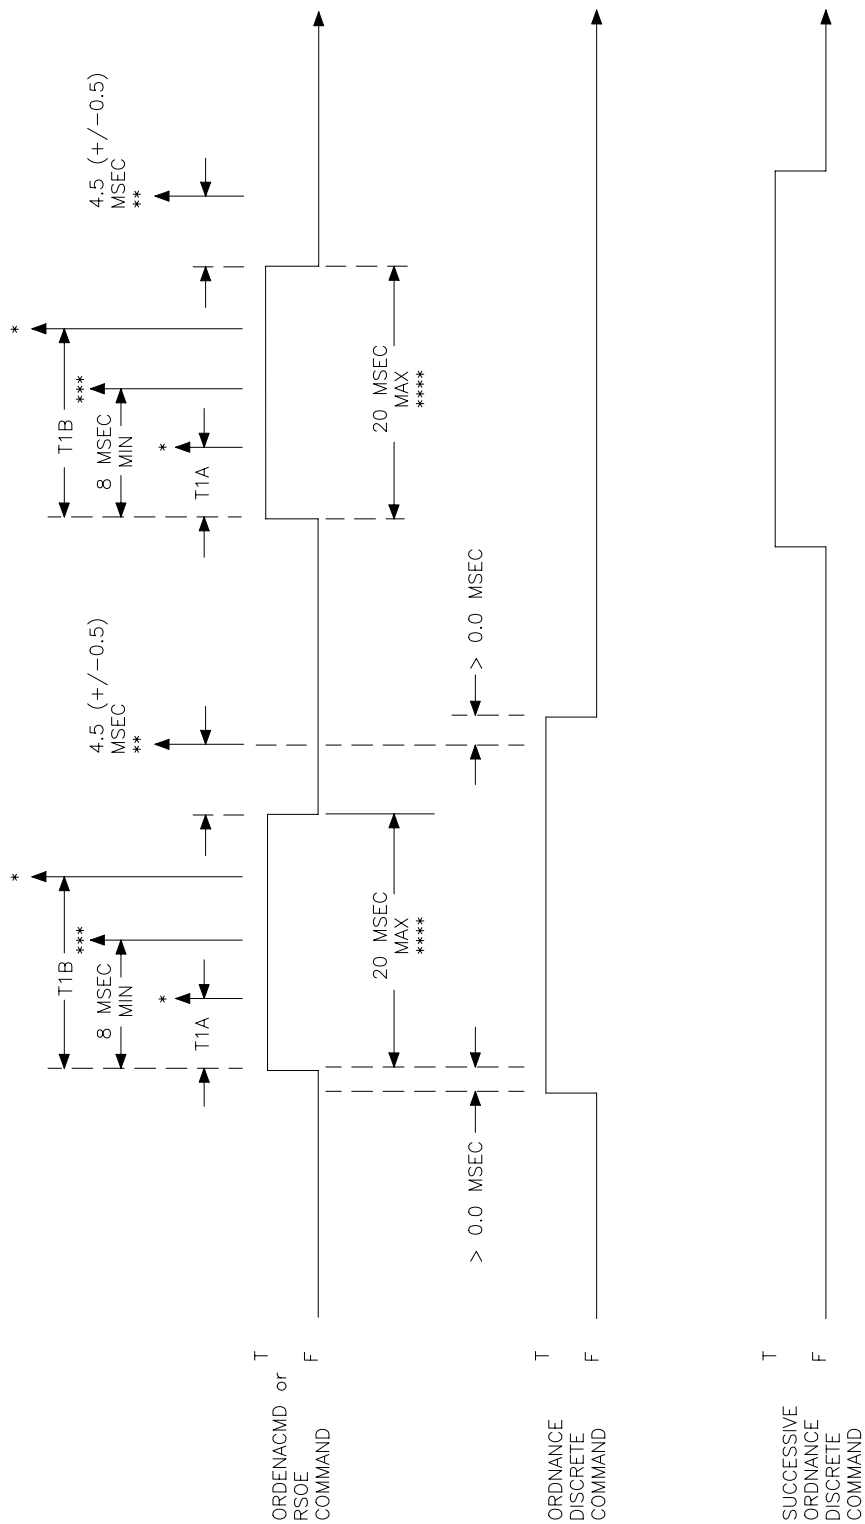 *
T1B
***
8 MSEC
MIN
*
T1A
4.5 (+/−0.5)
MSEC
**
*
T1B
***
8 MSEC
MIN
*
T1A
4.5 (+/−0.5)
MSEC
**
ORDENACMD or
RSOE
COMMAND
T
F
20 MSEC
MAX
****
20 MSEC
MAX
****
> 0.0 MSEC
> 0.0 MSEC
ORDNANCE
DISCRETE
COMMAND
T
F
SUCCESSIVE
ORDNANCE
DISCRETE
COMMAND
T
F